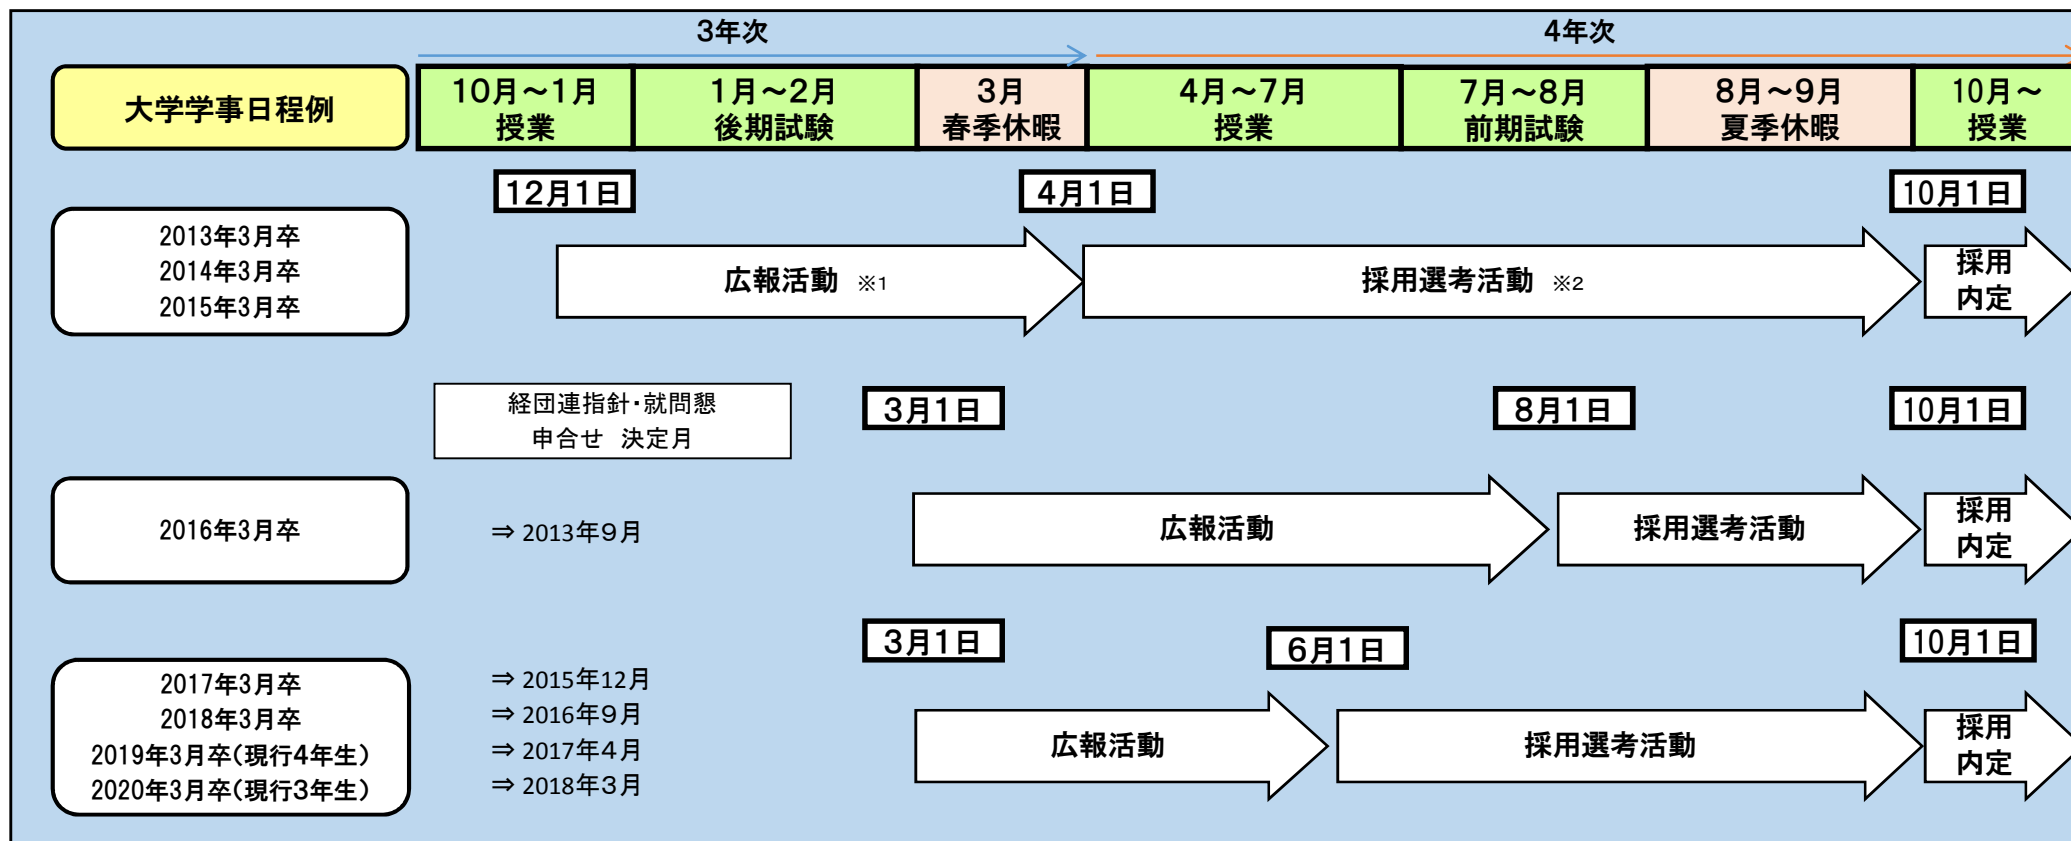 3年次
4年次
大学学事日程例
10月～1月
授業
1月～2月
後期試験
3月
春季休暇
4月～7月
授業
7月～8月
前期試験
8月～9月
夏季休暇
10月～
授業
12月1日
4月1日
10月1日
2013年3月卒
2014年3月卒
2015年3月卒
広報活動 ※1
採用選考活動 ※2
採用
内定
経団連指針・就問懇
申合せ 決定月
3月1日
8月1日
10月1日
2016年3月卒
⇒ 2013年９月
広報活動
採用選考活動
採用
内定
3月1日
6月1日
10月1日
2017年3月卒
2018年3月卒
2019年3月卒（現行4年生）
2020年3月卒（現行３年生）
⇒ 2015年12月
⇒ 2016年９月
⇒ 2017年４月
⇒ 2018年３月
広報活動
採用選考活動
採用
内定